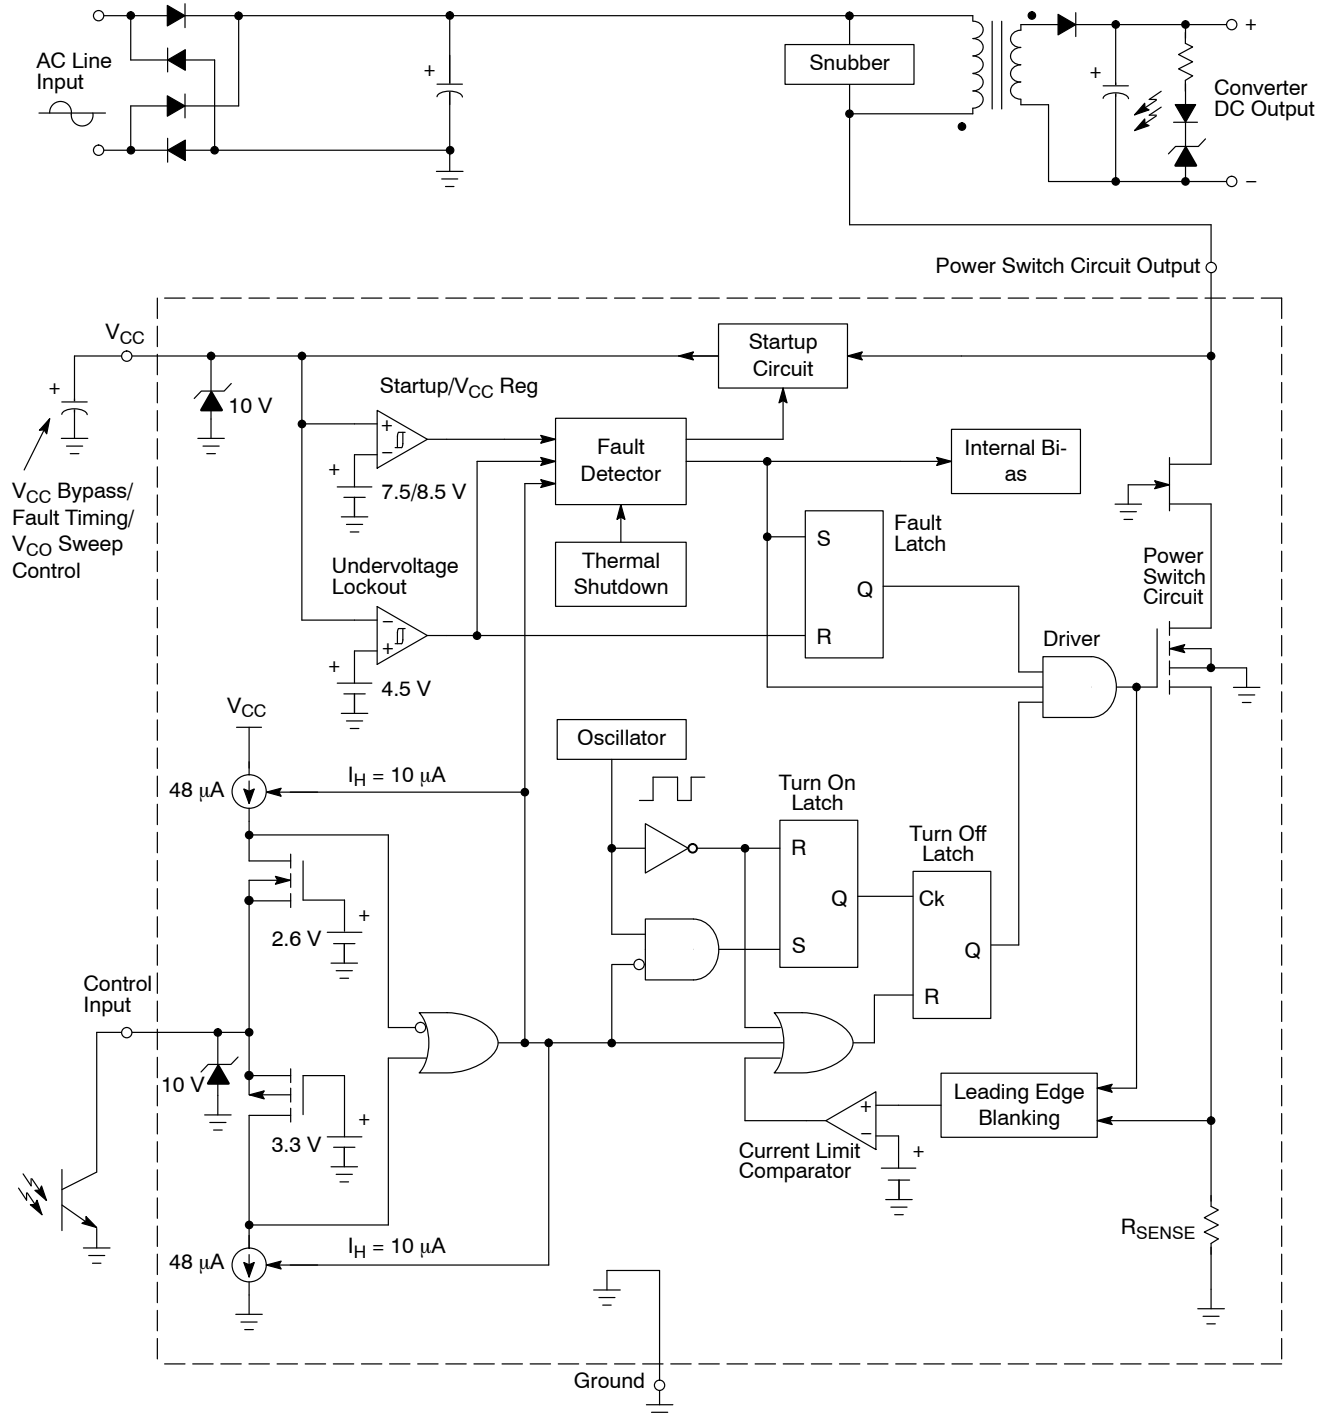 AC Line
Input
+
Snubber
+
+
Converter
DC Output
−
Power Switch Circuit Output
VCC
Startup
Circuit
+
10 V
Startup/VCC Reg
+
−
+
7.5/8.5 V
Fault
Detector
Internal Bi-
as
VCC Bypass/
Fault Timing/
VCO Sweep
Control
Fault
Latch
S
Q
R
Thermal
Shutdown
Undervoltage
Lockout
−
+
+
4.5 V
Power
Switch
Circuit
Driver
VCC
Oscillator
48 μA
IH = 10 μA
Turn On
Latch
R
Q
S
Turn Off
Latch
Ck
Q
R
+
2.6 V
Control
Input
10 V
+
3.3 V
Leading Edge
Blanking
+
−
+
Current Limit
Comparator
RSENSE
48 μA
IH = 10 μA
Ground